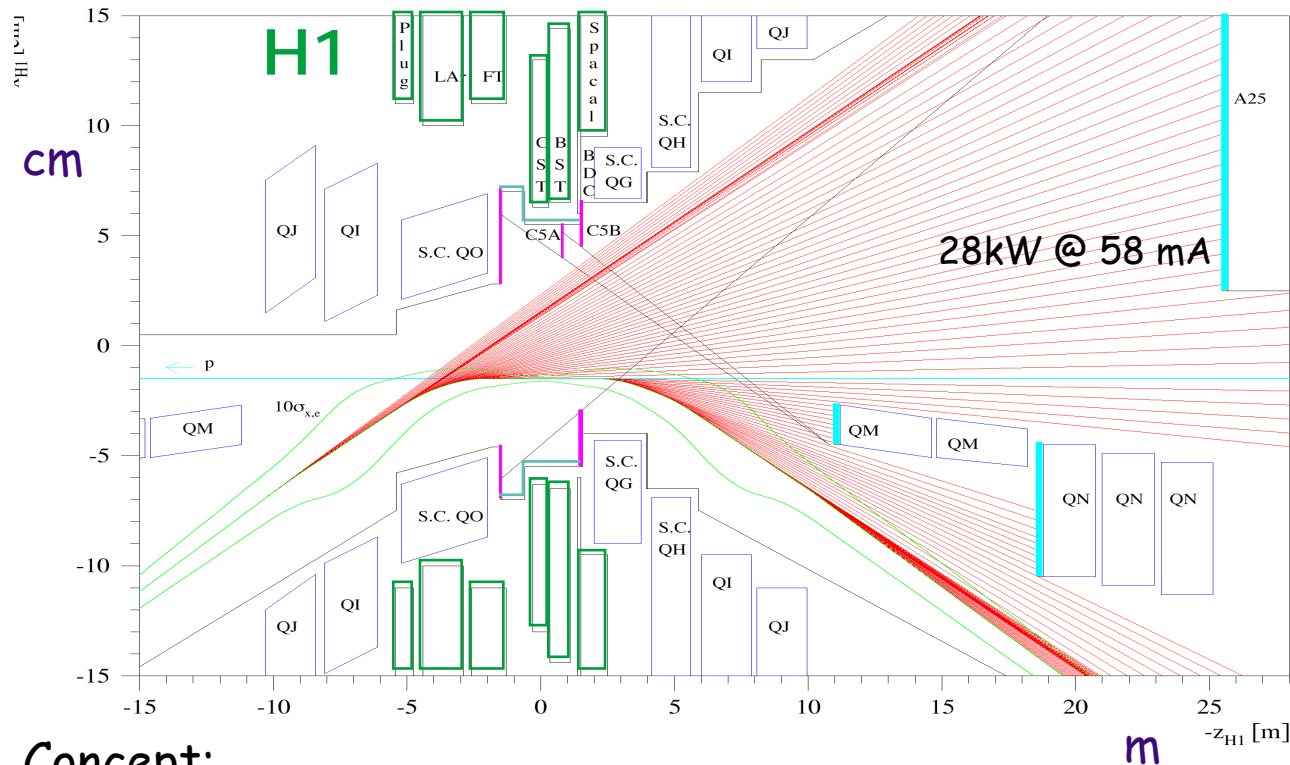 H1
15
10
5
0
-5
-10
-15
cm
Plug
LA
FT
CST
BST
Spacal
BDC
S.C.
QG
S.C.
QH
QI
QJ
A25
QJ
QI
S.C. QO
C5A
C5B
28kW @ 58 mA
p
10σx,e
QM
QM
QM
S.C. QO
S.C.
QG
S.C.
QH
QN
QN
QN
QJ
QI
QI
QJ
-15
-10
-5
0
5
10
15
20
25
m
-zH1 [m]
Concept: